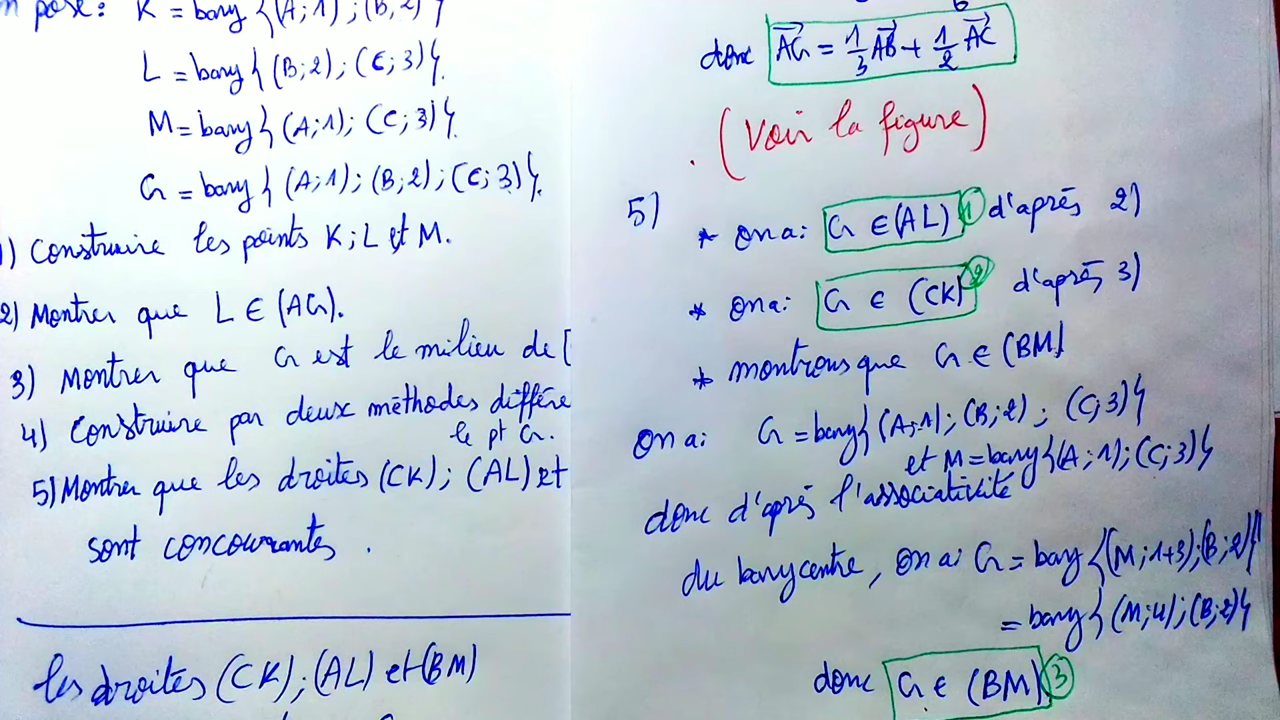 pose: K = bary {(A;1); (B,2)}
L = bary {(B;2); (C;3)}.
M = bary {(A;1); (C;3)}.
G = bary {(A;1); (B;2); (C;3)}.
1) Construire les points K; L et M.
2) Montrer que L ∈ (AG).
3) Montrer que G est le milieu de [
4) Construire par deux méthodes différe
le pt G.
5) Montrer que les droites (CK); (AL) et
sont concourantes.
les droites (CK); (AL) et (BM)
donc AG = 1/3 AB + 1/2 AC
(Voir la figure)
5) * on a: G ∈ (AL) 1 d'après 2)
* on a: G ∈ (CK) 2 d'après 3)
* montrons que G ∈ (BM)
on a: G = bary {(A;1); (B;2); (C;3)}
et M = bary {(A;1); (C;3)}
donc d'après l'associativité
du barycentre, on a: G = bary {(M;1+3); (B;2)}
= bary {(M;4); (B;2)}
donc G ∈ (BM) 3